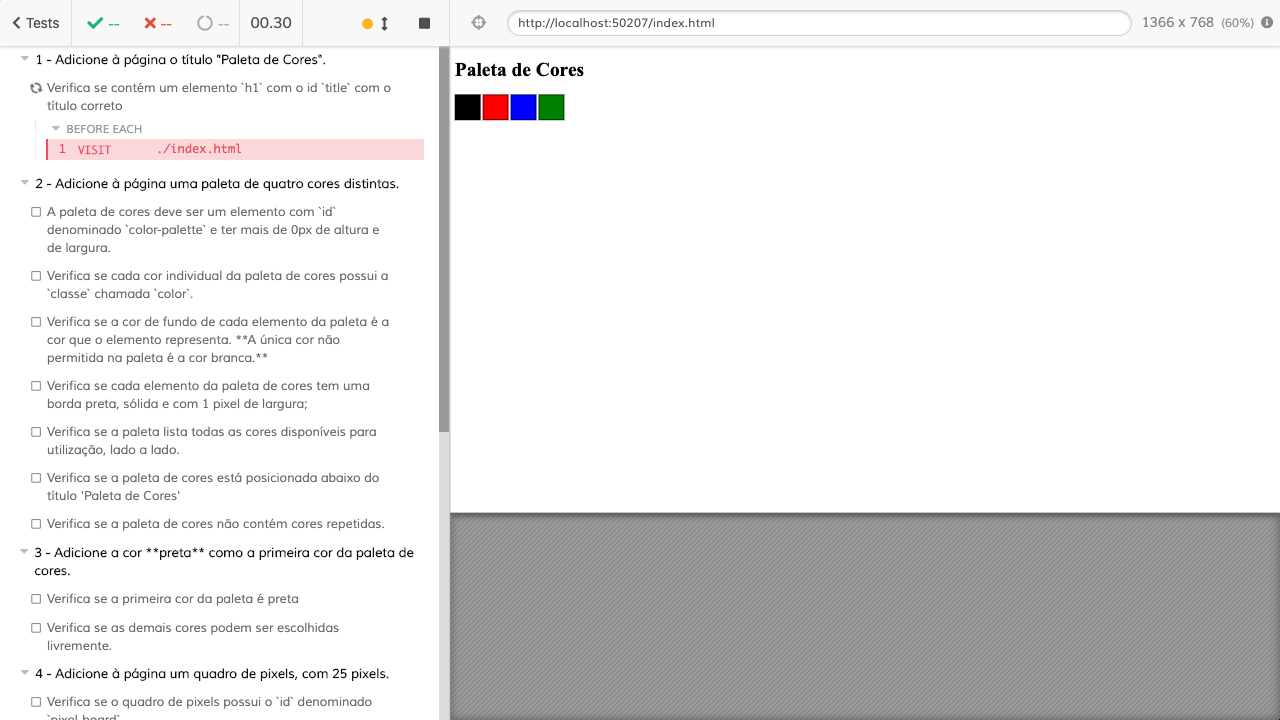 Tests
--
--
--
00.30
http://localhost:50207/index.html
1366 x 768 (60%)
1 - Adicione à página o título "Paleta de Cores".
Verifica se contém um elemento `h1` com o id `title` com o
título correto
BEFORE EACH
1 VISIT ./index.html
2 - Adicione à página uma paleta de quatro cores distintas.
A paleta de cores deve ser um elemento com `id`
denominado `color-palette` e ter mais de 0px de altura e
de largura.
Verifica se cada cor individual da paleta de cores possui a
`classe` chamada `color`.
Verifica se a cor de fundo de cada elemento da paleta é a
cor que o elemento representa. **A única cor não
permitida na paleta é a cor branca.**
Verifica se cada elemento da paleta de cores tem uma
borda preta, sólida e com 1 pixel de largura;
Verifica se a paleta lista todas as cores disponíveis para
utilização, lado a lado.
Verifica se a paleta de cores está posicionada abaixo do
título 'Paleta de Cores'
Verifica se a paleta de cores não contém cores repetidas.
3 - Adicione a cor **preta** como a primeira cor da paleta de
cores.
Verifica se a primeira cor da paleta é preta
Verifica se as demais cores podem ser escolhidas
livremente.
4 - Adicione à página um quadro de pixels, com 25 pixels.
Verifica se o quadro de pixels possui o `id` denominado
`pixel-board`.
Paleta de Cores